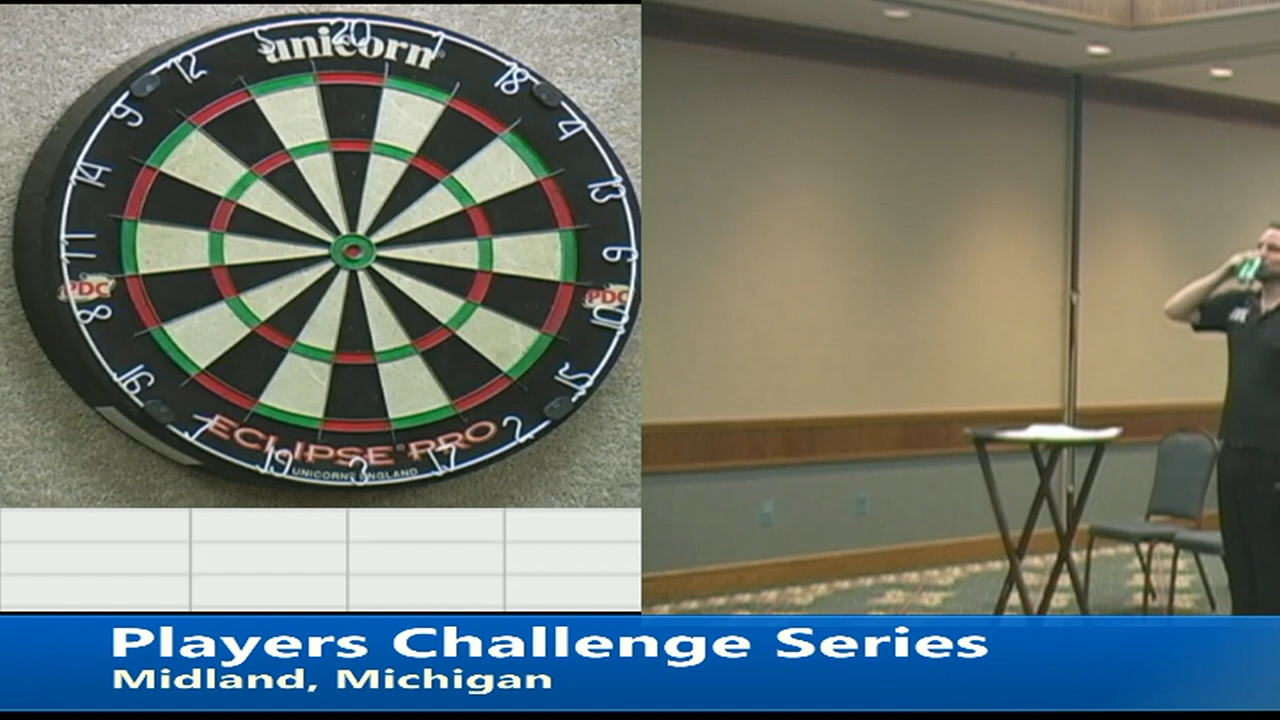 unicorn
5 20 1
12 18
9 4
14 13
11 6
PDC PDC
8 10
16 15
7 2
ECLIPSE PRO
19 3 17
UNICORN ENGLAND
Players Challenge Series
Midland, Michigan